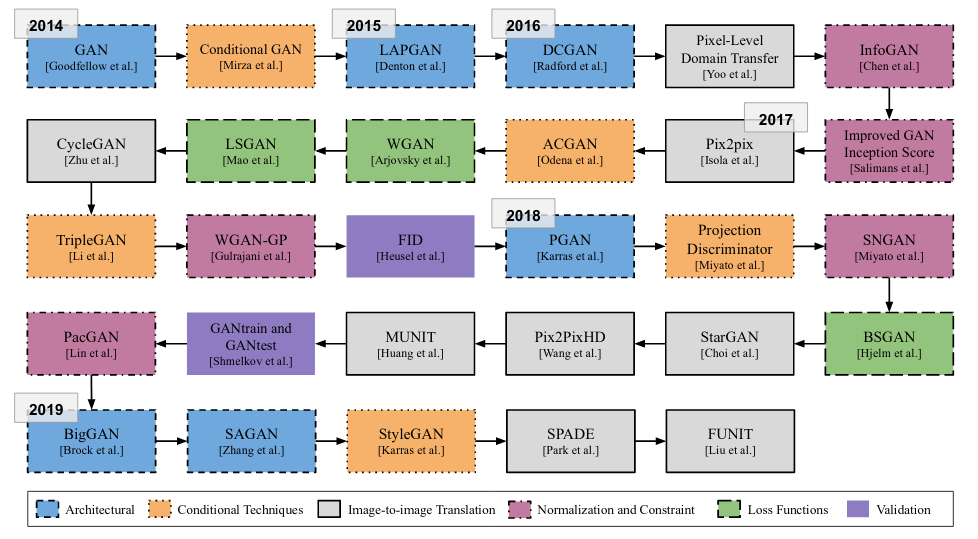 2014
GAN
[Goodfellow et al.]
Conditional GAN
[Mirza et al.]
2015
LAPGAN
[Denton et al.]
2016
DCGAN
[Radford et al.]
Pixel-Level
Domain Transfer
[Yoo et al.]
InfoGAN
[Chen et al.]
CycleGAN
[Zhu et al.]
LSGAN
[Mao et al.]
WGAN
[Arjovsky et al.]
ACGAN
[Odena et al.]
2017
Pix2pix
[Isola et al.]
Improved GAN
Inception Score
[Salimans et al.]
TripleGAN
[Li et al.]
WGAN-GP
[Gulrajani et al.]
FID
[Heusel et al.]
2018
PGAN
[Karras et al.]
Projection
Discriminator
[Miyato et al.]
SNGAN
[Miyato et al.]
PacGAN
[Lin et al.]
GANtrain and
GANtest
[Shmelkov et al.]
MUNIT
[Huang et al.]
Pix2PixHD
[Wang et al.]
StarGAN
[Choi et al.]
BSGAN
[Hjelm et al.]
2019
BigGAN
[Brock et al.]
SAGAN
[Zhang et al.]
StyleGAN
[Karras et al.]
SPADE
[Park et al.]
FUNIT
[Liu et al.]
Architectural
Conditional Techniques
Image-to-image Translation
Normalization and Constraint
Loss Functions
Validation